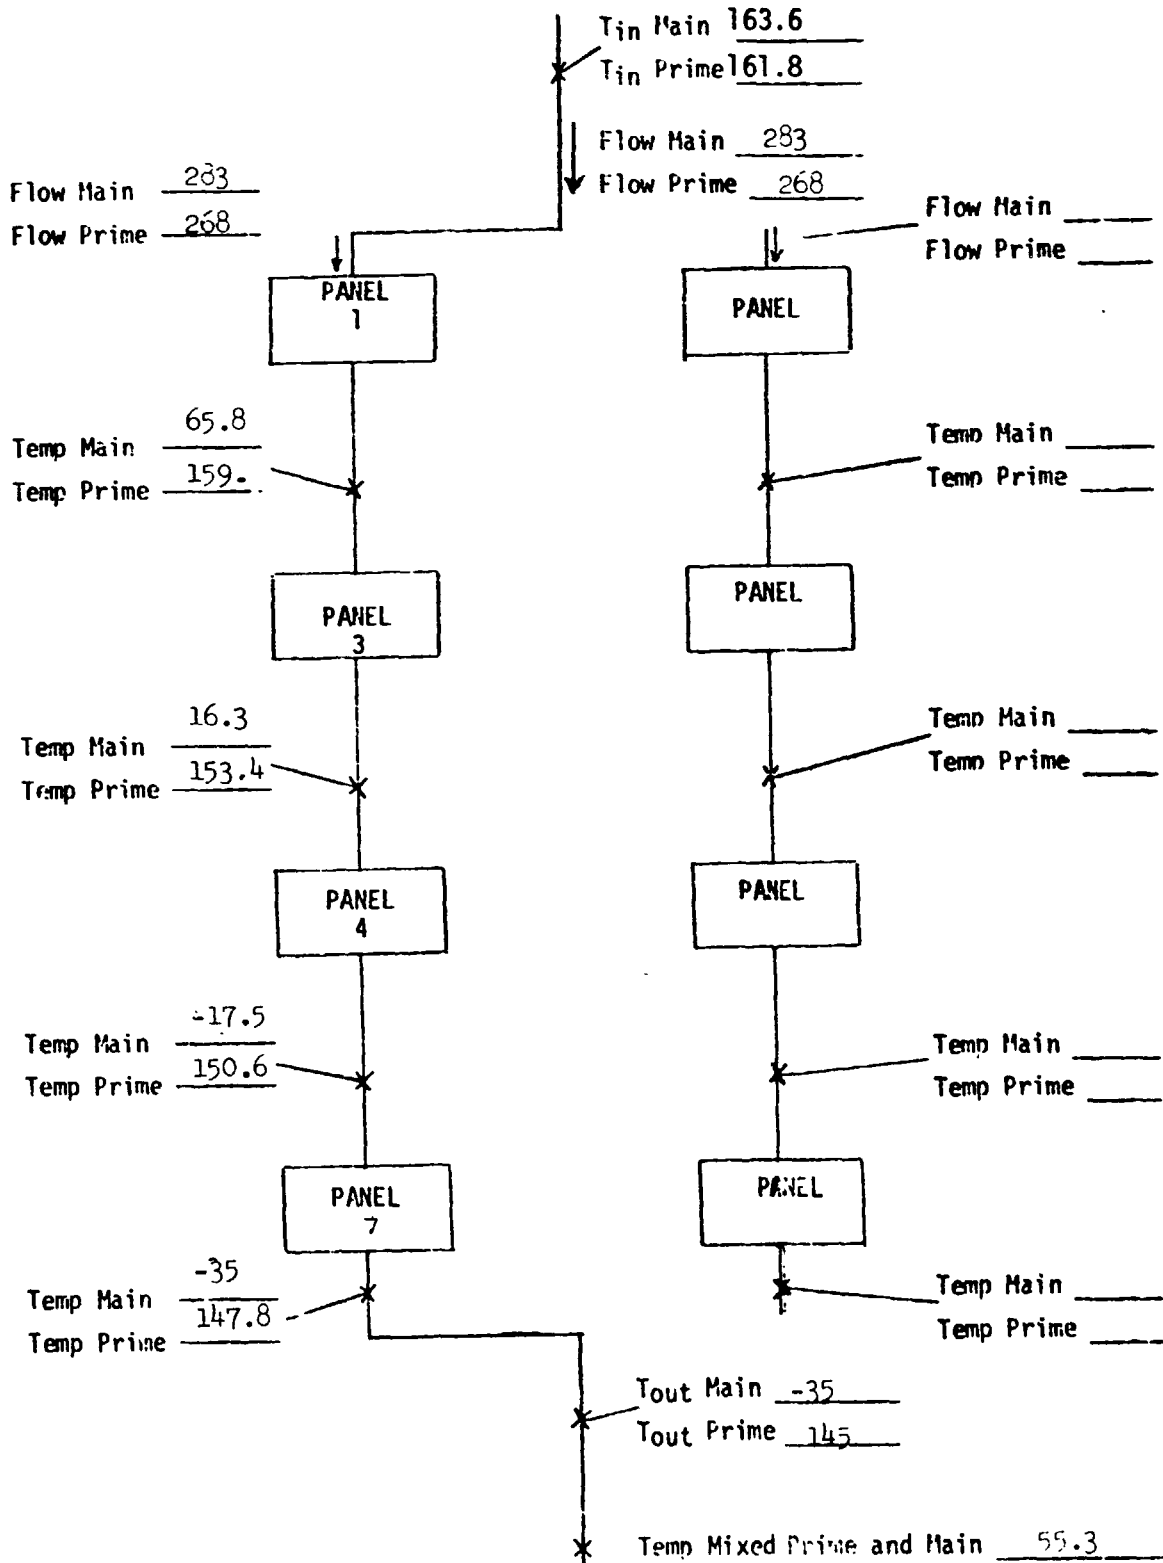 Tin Main 163.6
Tin Prime 161.8
Flow Main 283
Flow Prime 268
Flow Main 283
Flow Prime 268
Flow Main
Flow Prime
PANEL
1
PANEL
Temp Main 65.8
Temp Prime 159.
Temp Main
Temp Prime
PANEL
3
PANEL
Temp Main 16.3
Temp Prime 153.4
Temp Main
Temp Prime
PANEL
4
PANEL
Temp Main -17.5
Temp Prime 150.6
Temp Main
Temp Prime
PANEL
7
PANEL
Temp Main -35
Temp Prime 147.8
Temp Main
Temp Prime
Tout Main -35
Tout Prime 145
Temp Mixed Prime and Main 55.3